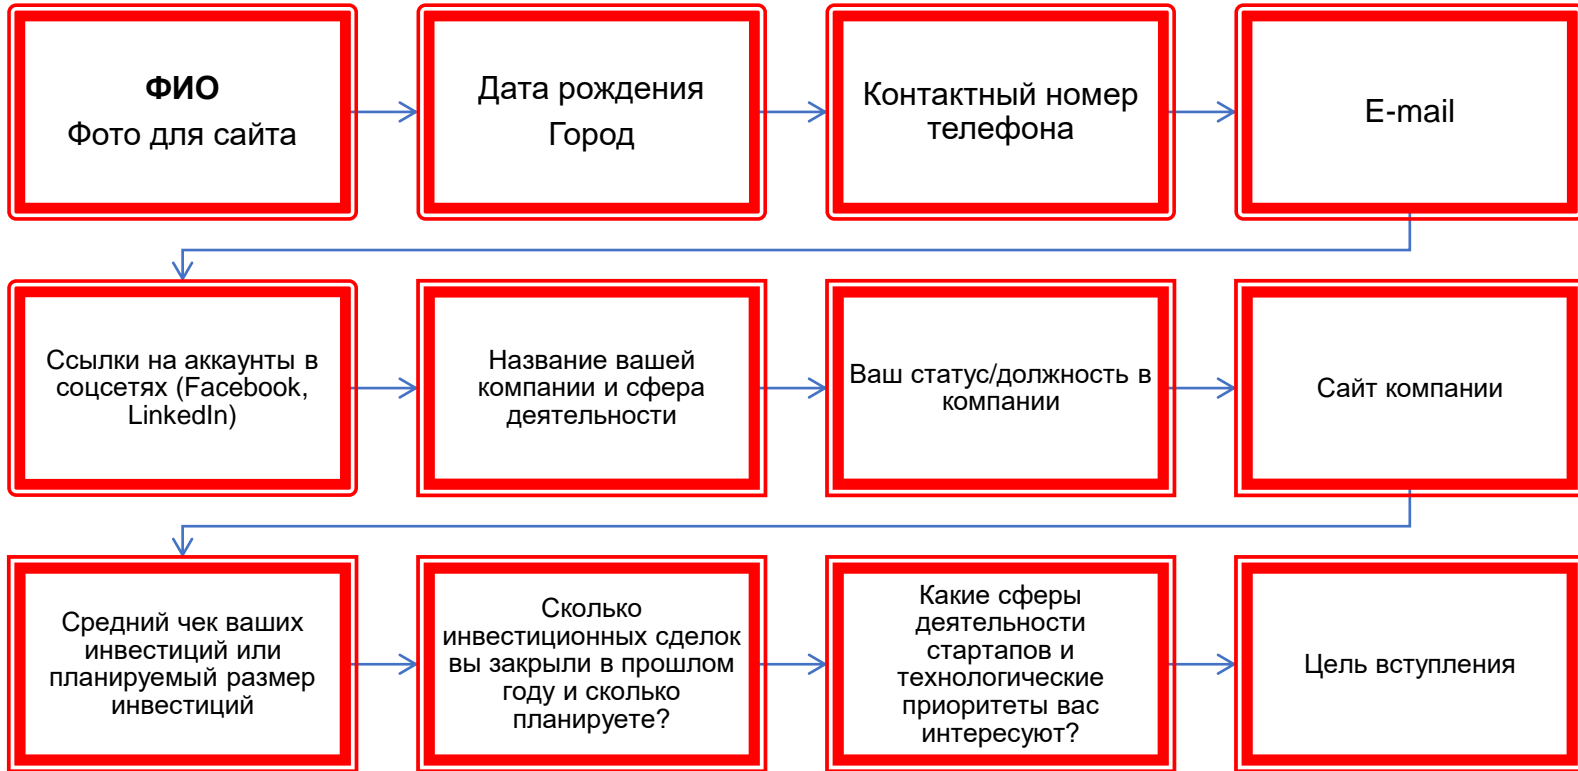 ФИО
Фото для сайта
Дата рождения
Город
Контактный номер
телефона
E-mail
Ссылки на аккаунты в
соцсетях (Facebook,
LinkedIn)
Название вашей
компании и сфера
деятельности
Ваш статус/должность в
компании
Сайт компании
Средний чек ваших
инвестиций или
планируемый размер
инвестиций
Сколько
инвестиционных сделок
вы закрыли в прошлом
году и сколько
планируете?
Какие сферы
деятельности
стартапов и
технологические
приоритеты вас
интересуют?
Цель вступления